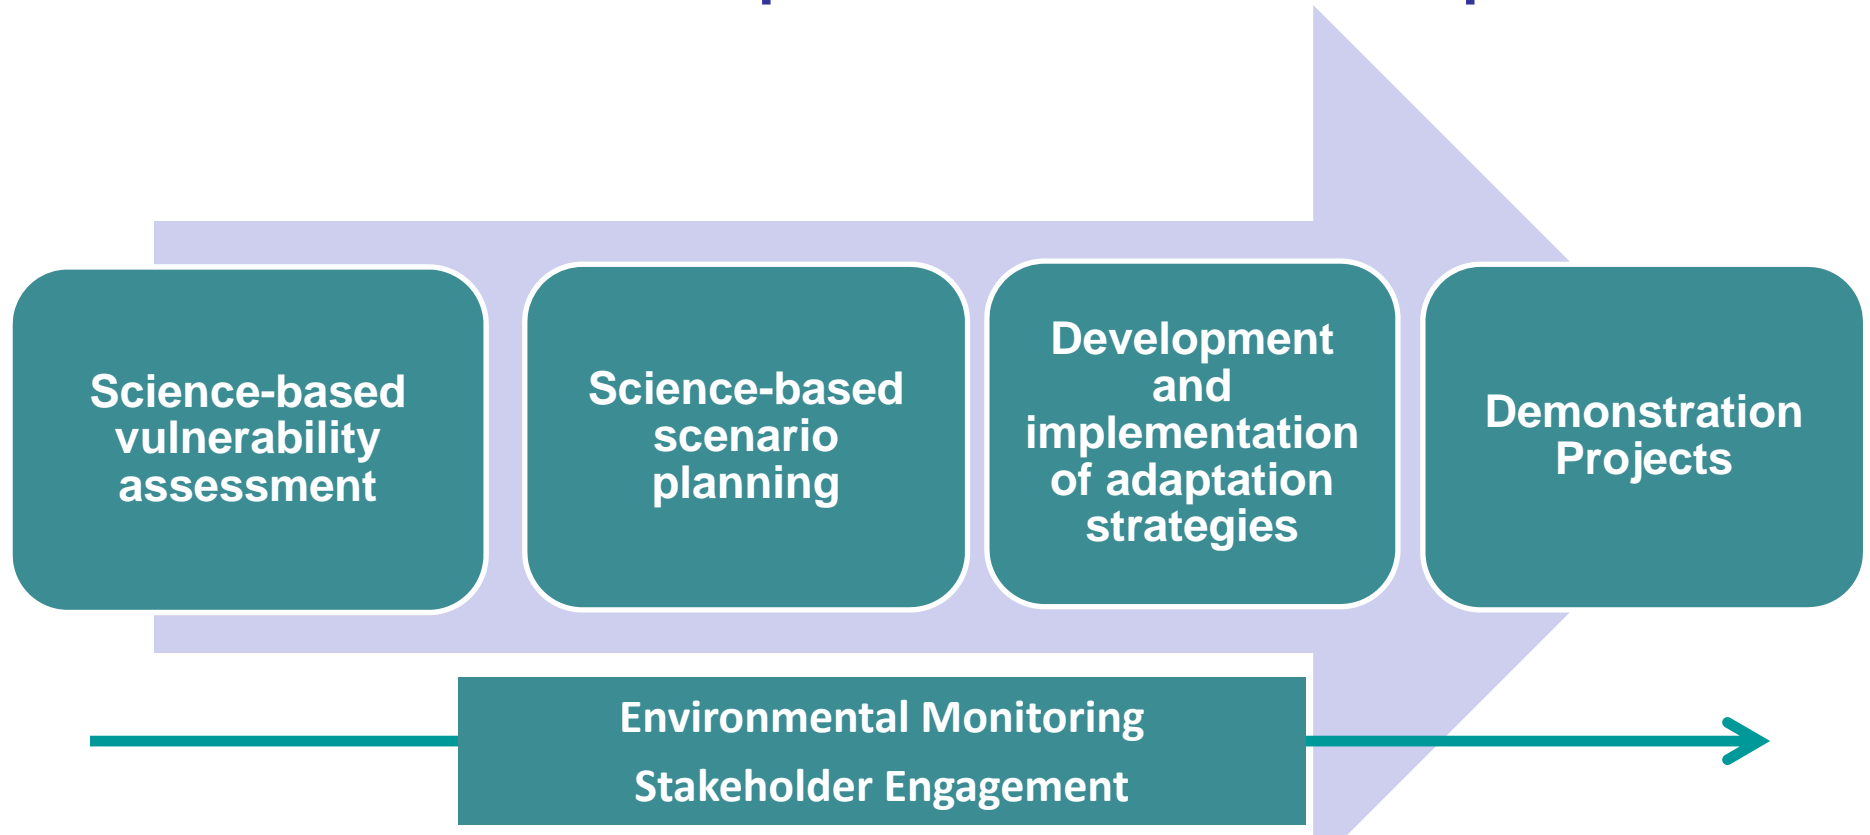 Science-based
vulnerability
assessment
Science-based
scenario
planning
Development
and
implementation
of adaptation
strategies
Demonstration
Projects
Environmental Monitoring
Stakeholder Engagement